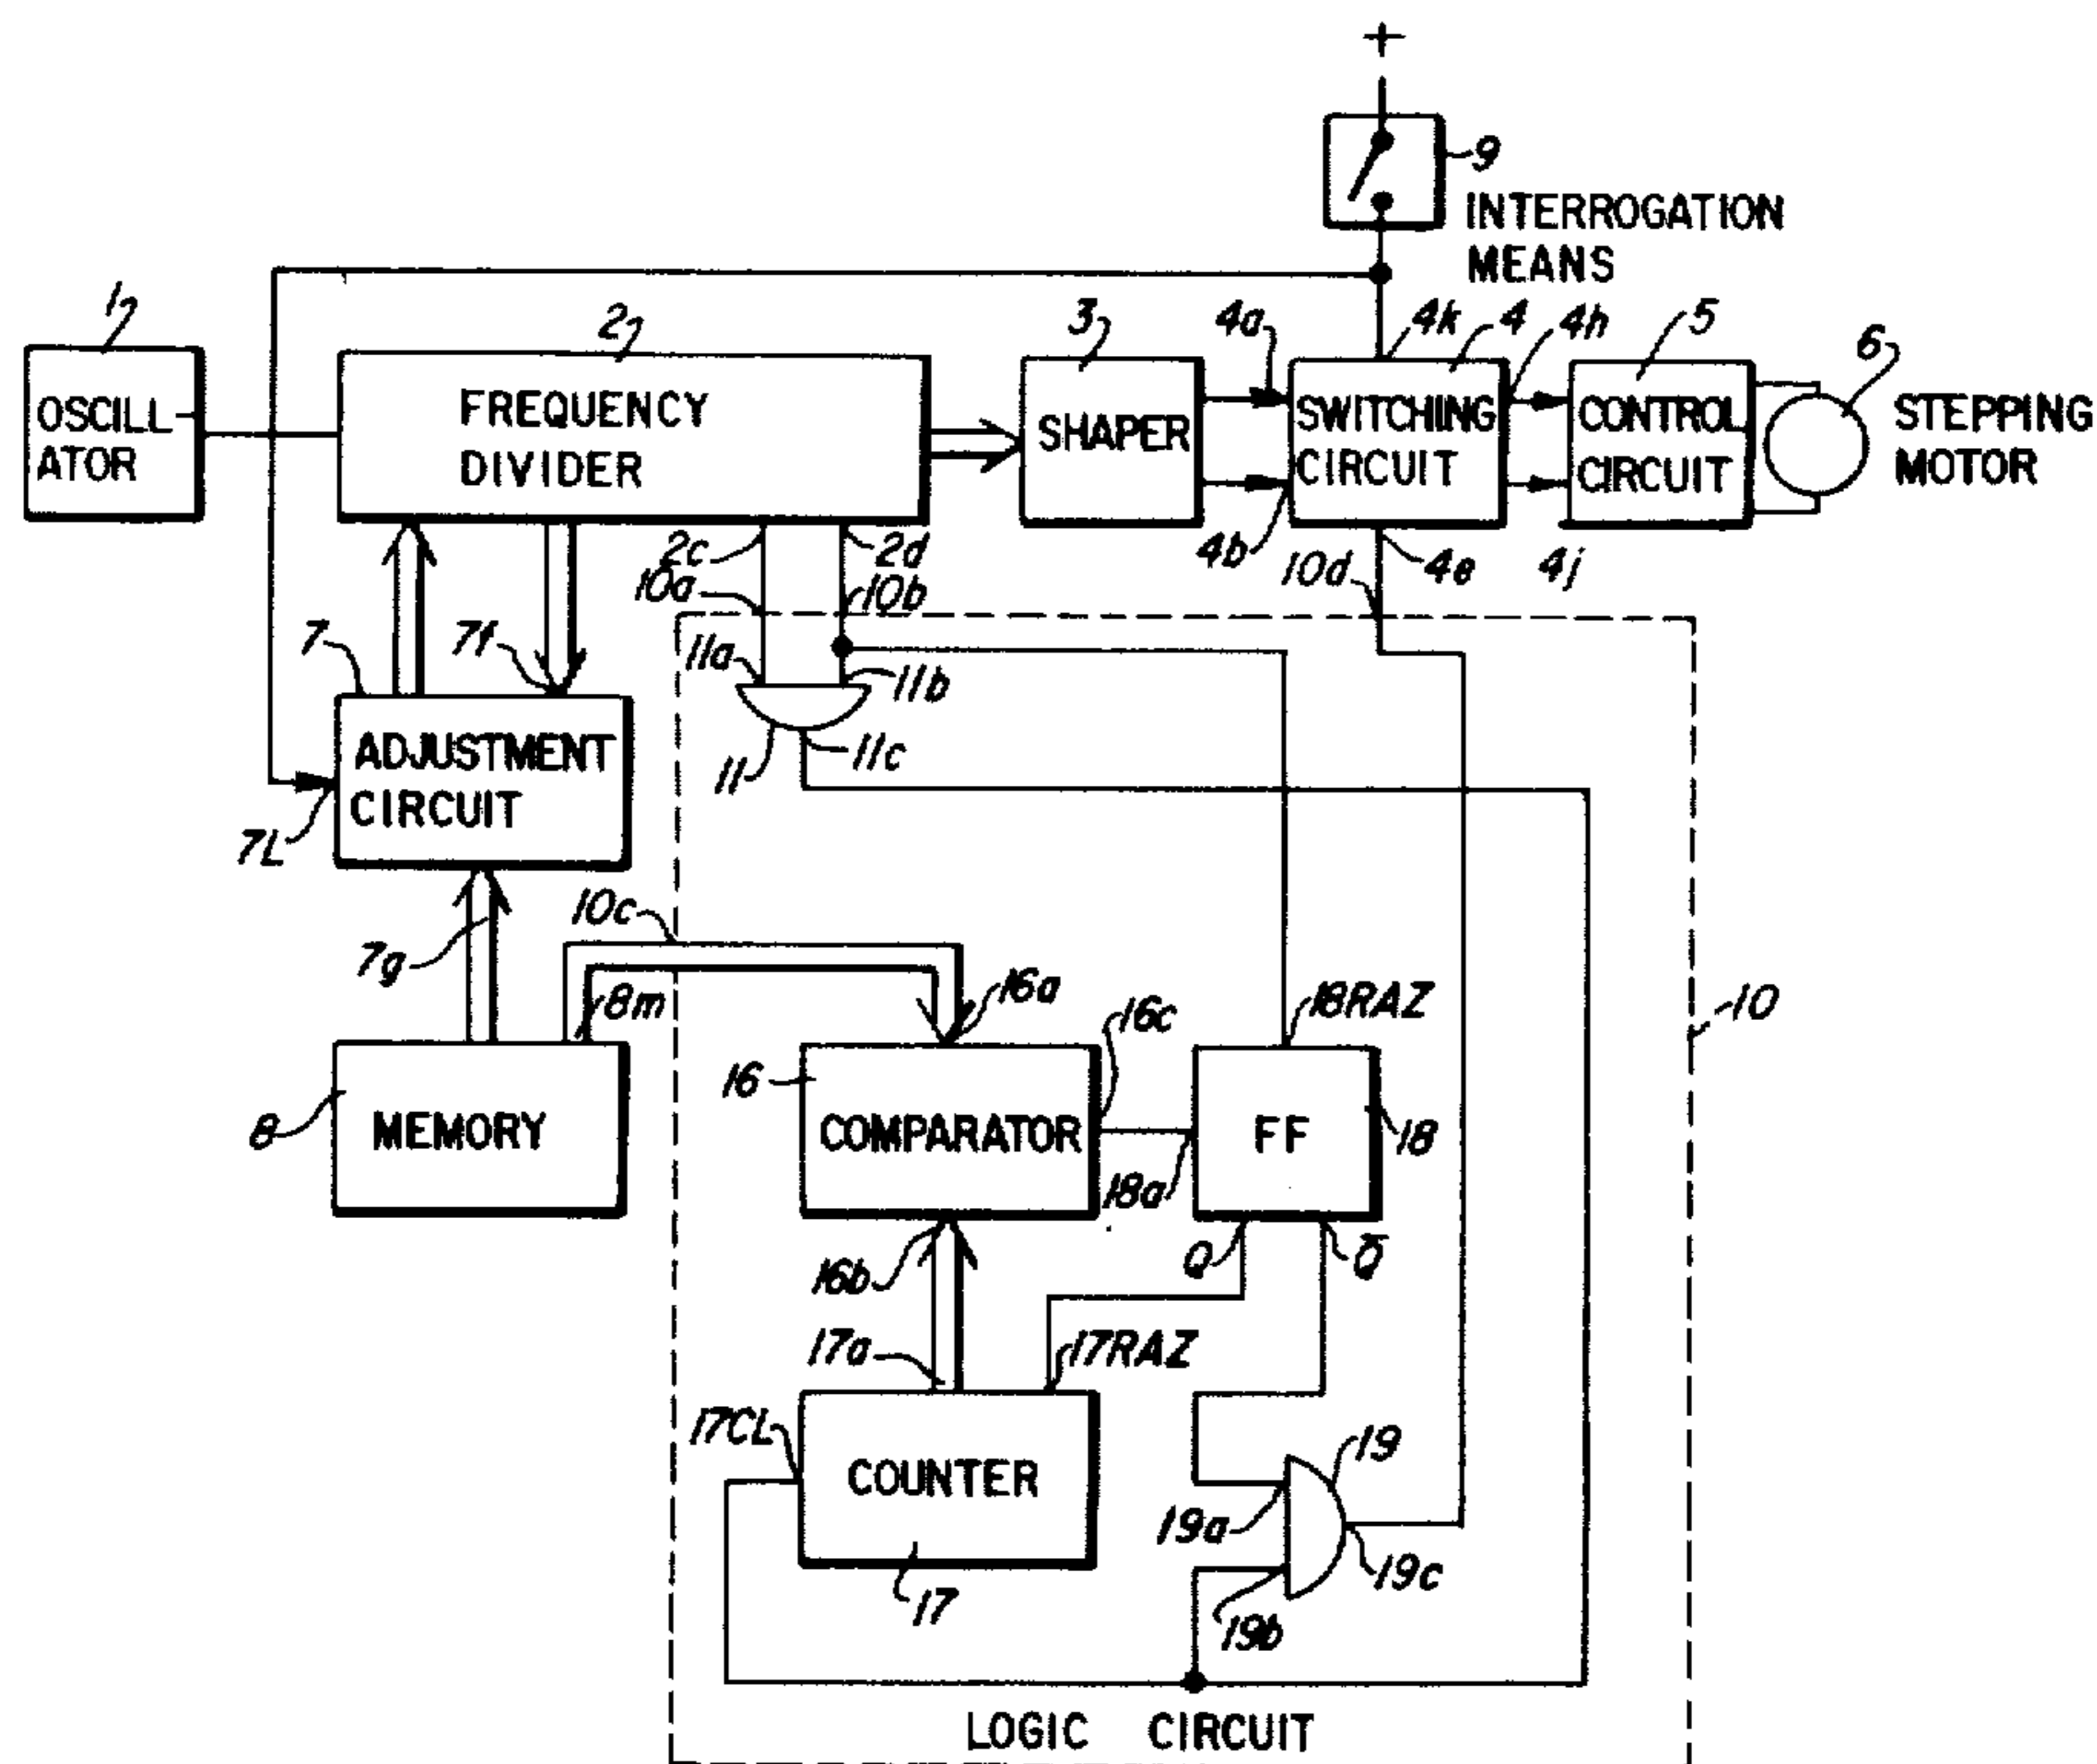 +
9
INTERROGATION
MEANS
1
2
3
4a
4k
4
4h
5
6
OSCILL-
ATOR
FREQUENCY
DIVIDER
SHAPER
SWITCHING
CIRCUIT
CONTROL
CIRCUIT
STEPPING
MOTOR
2c
2d
4b
10d
4e
4j
10a
10b
7
7f
11a
11b
ADJUSTMENT
CIRCUIT
11
11c
7L
10c
7g
8m
16a
16c
18RAZ
10
16
8
MEMORY
COMPARATOR
FF
18
18a
16b
Q
Q̄
17a
17RAZ
17CL
COUNTER
19
19a
19c
17
19b
LOGIC CIRCUIT